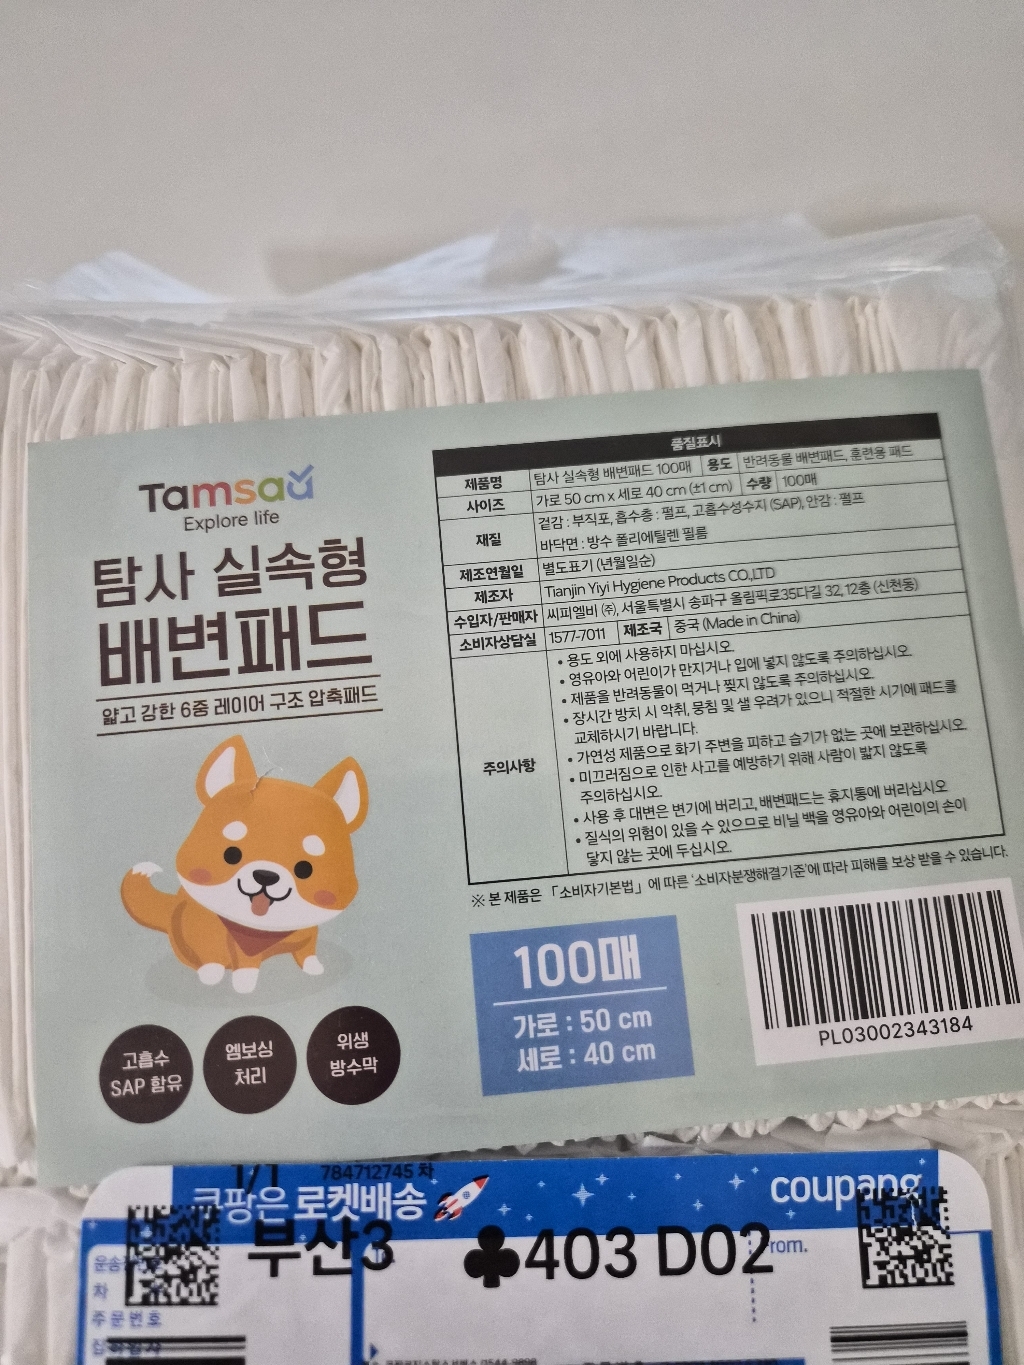 Tamsaa
Explore life
탐사 실속형
배변패드
얇고 강한 6중 레이어 구조 압축패드
고흡수
SAP 함유
엠보싱
처리
위생
방수막
품질표시
제품명 탐사 실속형 배변패드 100매 용도 반려동물 배변패드, 훈련용 패드
사이즈 가로 50 cm x 세로 40 cm (±1 cm) 수량 100매
재질 겉감 : 부직포, 흡수층 : 펄프, 고흡수성수지 (SAP), 안감 : 펄프
바닥면 : 방수 폴리에틸렌 필름
제조연월일 별도표기 (년월일순)
제조자 Tianjin Yiyi Hygiene Products CO.,LTD
수입자/판매자 씨피엘비 ㈜, 서울특별시 송파구 올림픽로35다길 32, 12층 (신천동)
소비자상담실 1577-7011 제조국 중국 (Made in China)
주의사항
• 용도 외에 사용하지 마십시오.
• 영유아와 어린이가 만지거나 입에 넣지 않도록 주의하십시오.
• 제품을 반려동물이 먹거나 찢지 않도록 주의하십시오.
• 장시간 방치 시 악취, 뭉침 및 샐 우려가 있으니 적절한 시기에 패드를
교체하시기 바랍니다.
• 가연성 제품으로 화기 주변을 피하고 습기가 없는 곳에 보관하십시오.
• 미끄러짐으로 인한 사고를 예방하기 위해 사람이 밟지 않도록
주의하십시오.
• 사용 후 대변은 변기에 버리고, 배변패드는 휴지통에 버리십시오
• 질식의 위험이 있을 수 있으므로 비닐 백을 영유아와 어린이의 손이
닿지 않는 곳에 두십시오.
※ 본 제품은 「소비자기본법」에 따른 '소비자분쟁해결기준'에 따라 피해를 보상 받을 수 있습니다.
100매
가로 : 50 cm
세로 : 40 cm
PL03002343184
1/1 784712745 차
쿠팡은 로켓배송
coupang
부산3 ♣403 D02
From.
주문번호